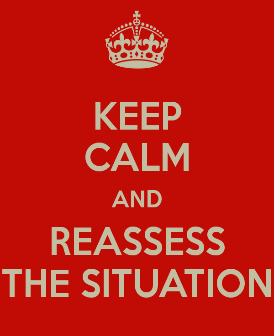 KEEP
CALM
AND
REASSESS
THE SITUATION